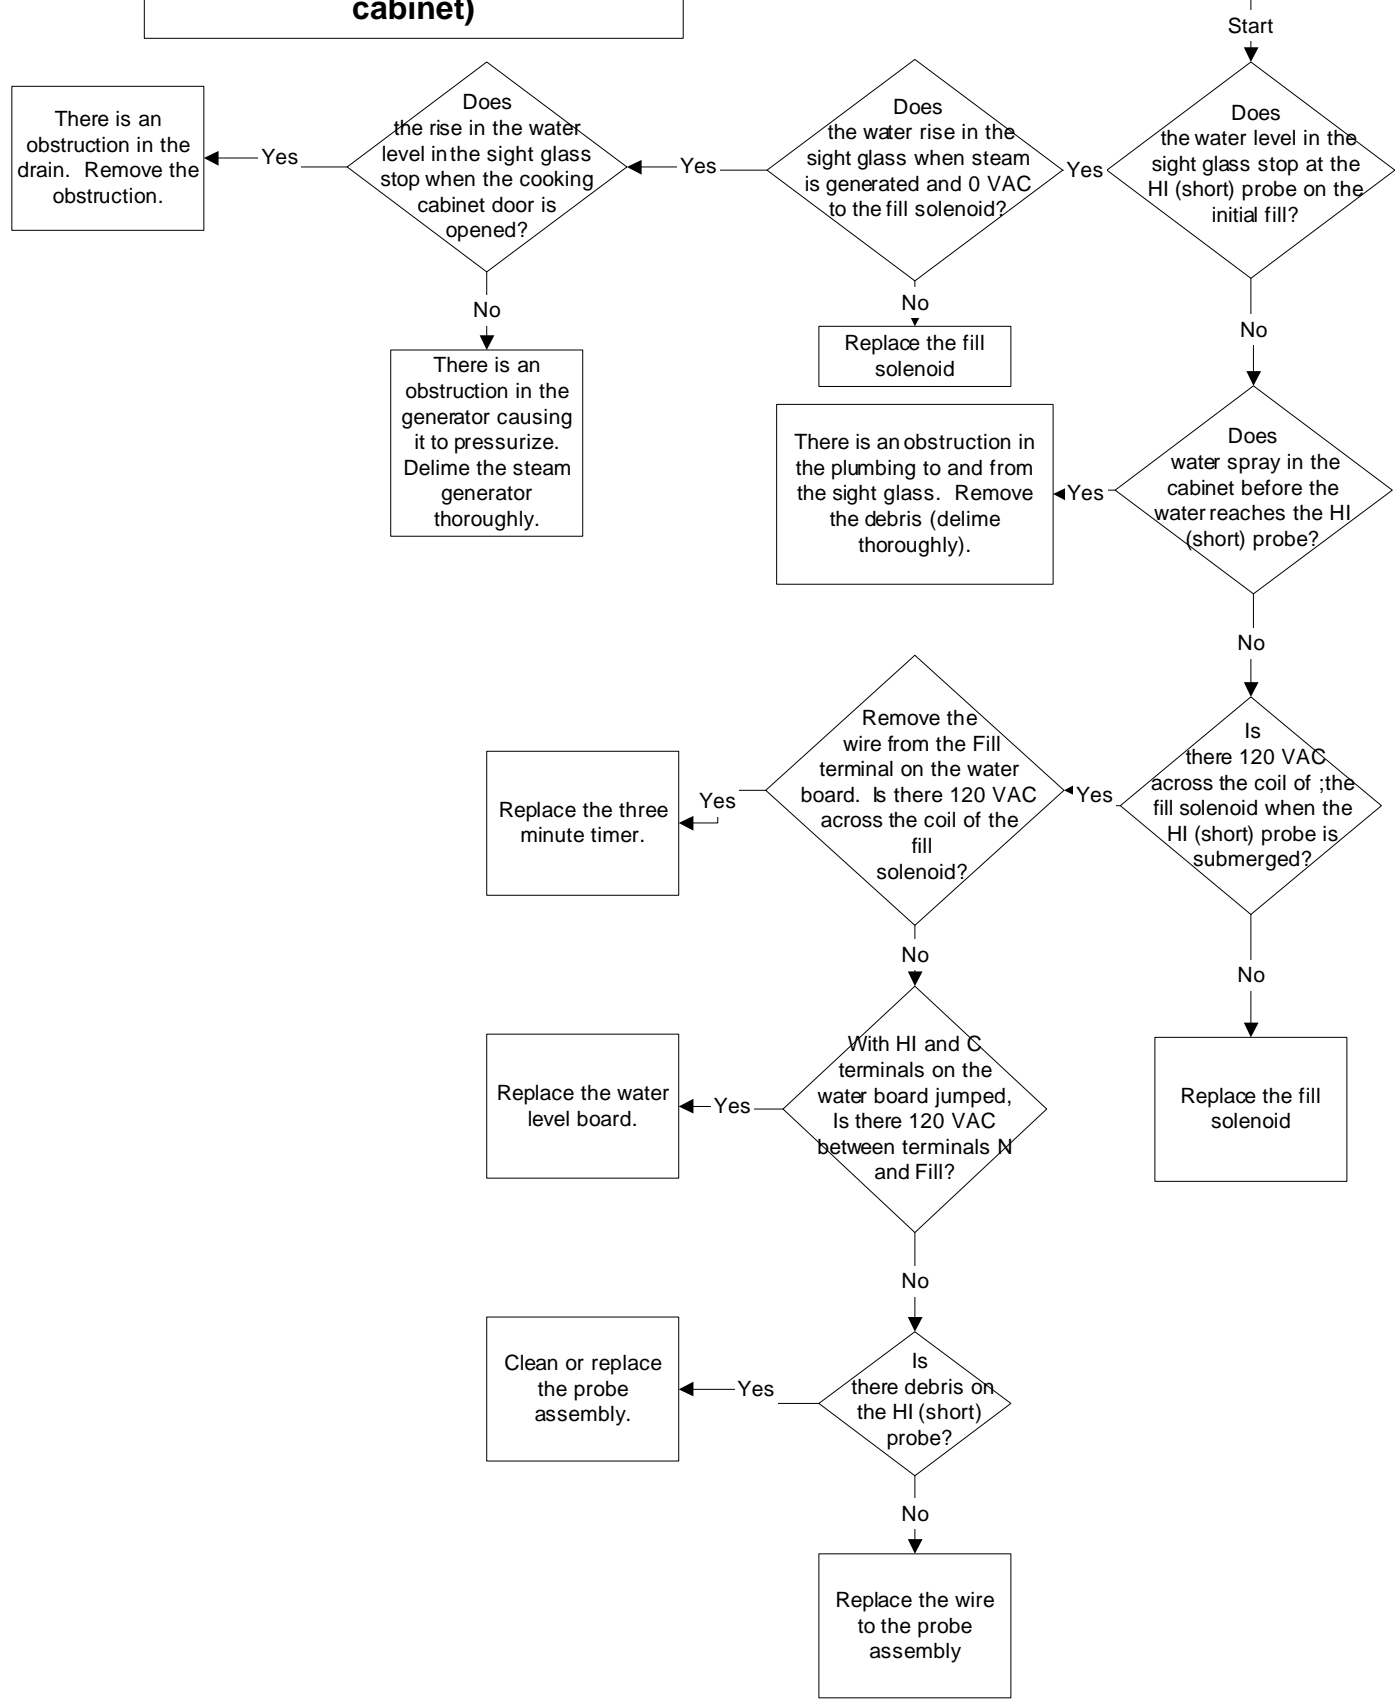 cabinet)
Start
There is an
obstruction in the
drain. Remove the
obstruction.
Yes
Does
the rise in the water
level in the sight glass
stop when the cooking
cabinet door is
opened?
Yes
Does
the water rise in the
sight glass when steam
is generated and 0 VAC
to the fill solenoid?
Yes
Does
the water level in the
sight glass stop at the
HI (short) probe on the
initial fill?
No
There is an
obstruction in the
generator causing
it to pressurize.
Delime the steam
generator
thoroughly.
No
Replace the fill
solenoid
No
There is an obstruction in
the plumbing to and from
the sight glass. Remove
the debris (delime
thoroughly).
Yes
Does
water spray in the
cabinet before the
water reaches the HI
(short) probe?
No
Replace the three
minute timer.
Yes
Remove the
wire from the Fill
terminal on the water
board. Is there 120 VAC
across the coil of the
fill
solenoid?
Yes
Is
there 120 VAC
across the coil of ;the
fill solenoid when the
HI (short) probe is
submerged?
No
No
Replace the water
level board.
Yes
With HI and C
terminals on the
water board jumped,
Is there 120 VAC
between terminals N
and Fill?
Replace the fill
solenoid
No
Clean or replace
the probe
assembly.
Yes
Is
there debris on
the HI (short)
probe?
No
Replace the wire
to the probe
assembly